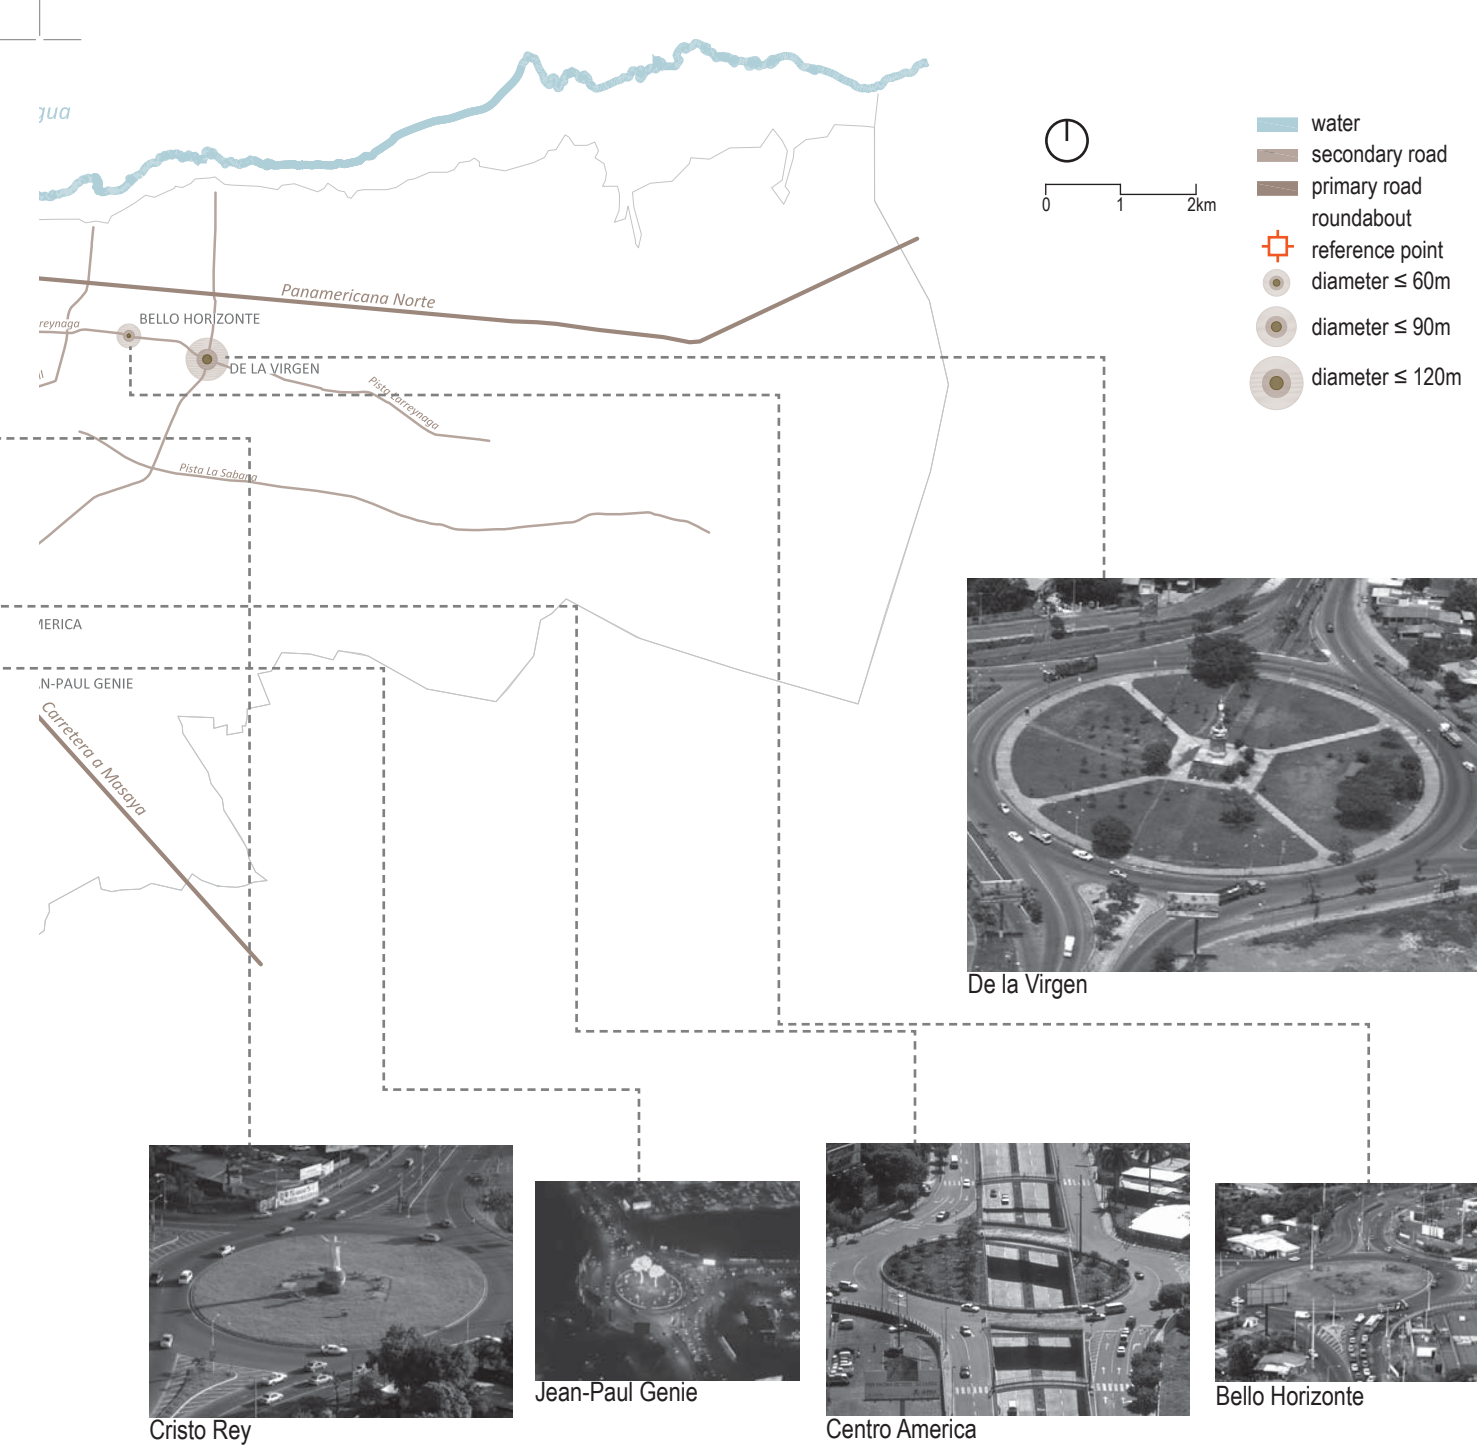 gua
water
secondary road
primary road
roundabout
reference point
diameter ≤ 60m
diameter ≤ 90m
diameter ≤ 120m
0 1 2km
Panamericana Norte
reynaga
BELLO HORIZONTE
DE LA VIRGEN
Pista Larreynaga
Pista La Sabana
MERICA
N-PAUL GENIE
Carretera a Masaya
De la Virgen
Cristo Rey
Jean-Paul Genie
Centro America
Bello Horizonte